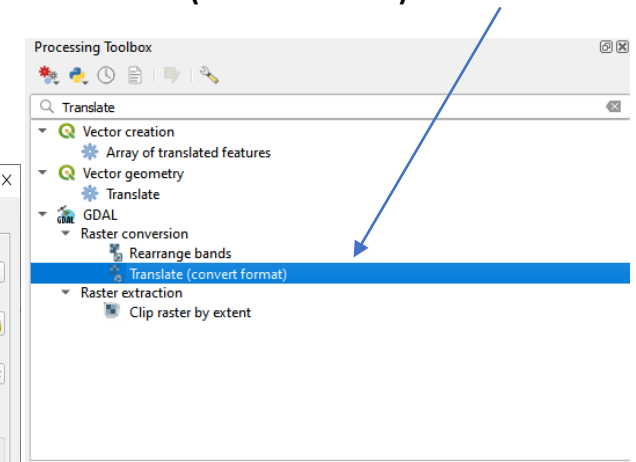 Processing Toolbox
Translate
Vector creation
Array of translated features
Vector geometry
Translate
GDAL
Raster conversion
Rearrange bands
Translate (convert format)
Raster extraction
Clip raster by extent